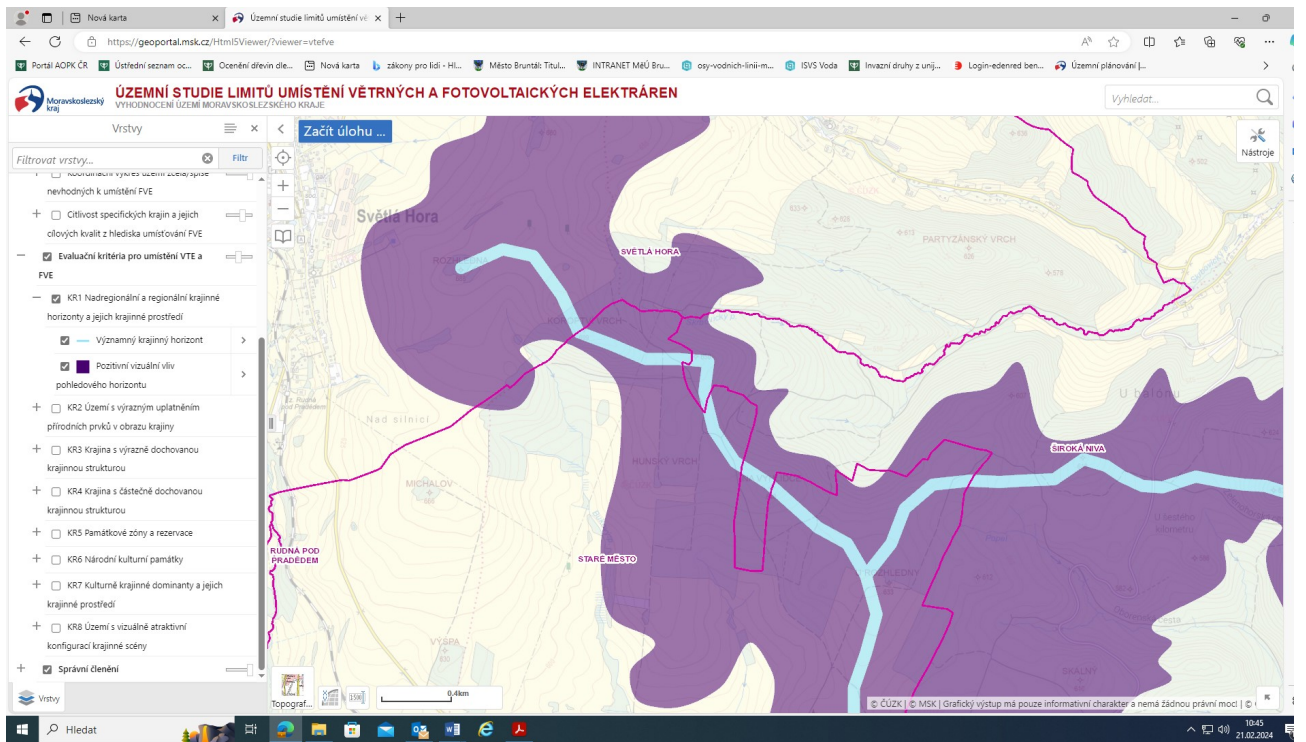 Nová karta
Územní studie limitů umístění vě
https://geoportal.msk.cz/Html5Viewer/?viewer=vtefve
Portál AOPK ČR
Ústřední seznam oc...
Ocenění dřevin dle...
Nová karta
zákony pro lidi - Hl...
Město Bruntál: Titul...
INTRANET MěÚ Bru...
osy-vodnich-linii-m...
ISVS Voda
Invazní druhy z unij...
Login-edenred ben...
Územní plánování |...
Moravskoslezský
kraj
ÚZEMNÍ STUDIE LIMITŮ UMÍSTĚNÍ VĚTRNÝCH A FOTOVOLTAICKÝCH ELEKTRÁREN
VYHODNOCENÍ ÚZEMÍ MORAVSKOSLEZSKÉHO KRAJE
Vyhledat...
Vrstvy
Začít úlohu ...
Nástroje
Filtrovat vrstvy...
Filtr
Koordinační výkres území zcela/spíše
nevhodných k umístění FVE
Citlivost specifických krajin a jejich
cílových kvalit z hlediska umísťování FVE
Evaluační kritéria pro umístění VTE a
FVE
KR1 Nadregionální a regionální krajinné
horizonty a jejich krajinné prostředí
Významný krajinný horizont
Pozitivní vizuální vliv
pohledového horizontu
KR2 Území s výrazným uplatněním
přírodních prvků v obrazu krajiny
KR3 Krajina s výrazně dochovanou
krajinnou strukturou
KR4 Krajina s částečně dochovanou
krajinnou strukturou
KR5 Památkové zóny a rezervace
KR6 Národní kulturní památky
KR7 Kulturně krajinné dominanty a jejich
krajinné prostředí
KR8 Území s vizuálně atraktivní
konfigurací krajinné scény
Správní členění
Vrstvy
Světlá Hora
SVĚTLÁ HORA
PARTYZÁNSKÝ VRCH
U balónu
ŠIROKÁ NIVA
Nad silnicí
HUNSKÝ VRCH
MICHALOV
RUDNÁ POD
PRADĚDEM
STARÉ MĚSTO
VÝSPA
SKALNÝ
Topograf...
0.4km
© ČÚZK | © MSK | Grafický výstup má pouze informativní charakter a nemá žádnou právní moc! | ©
Hledat
10:45
21.02.2024